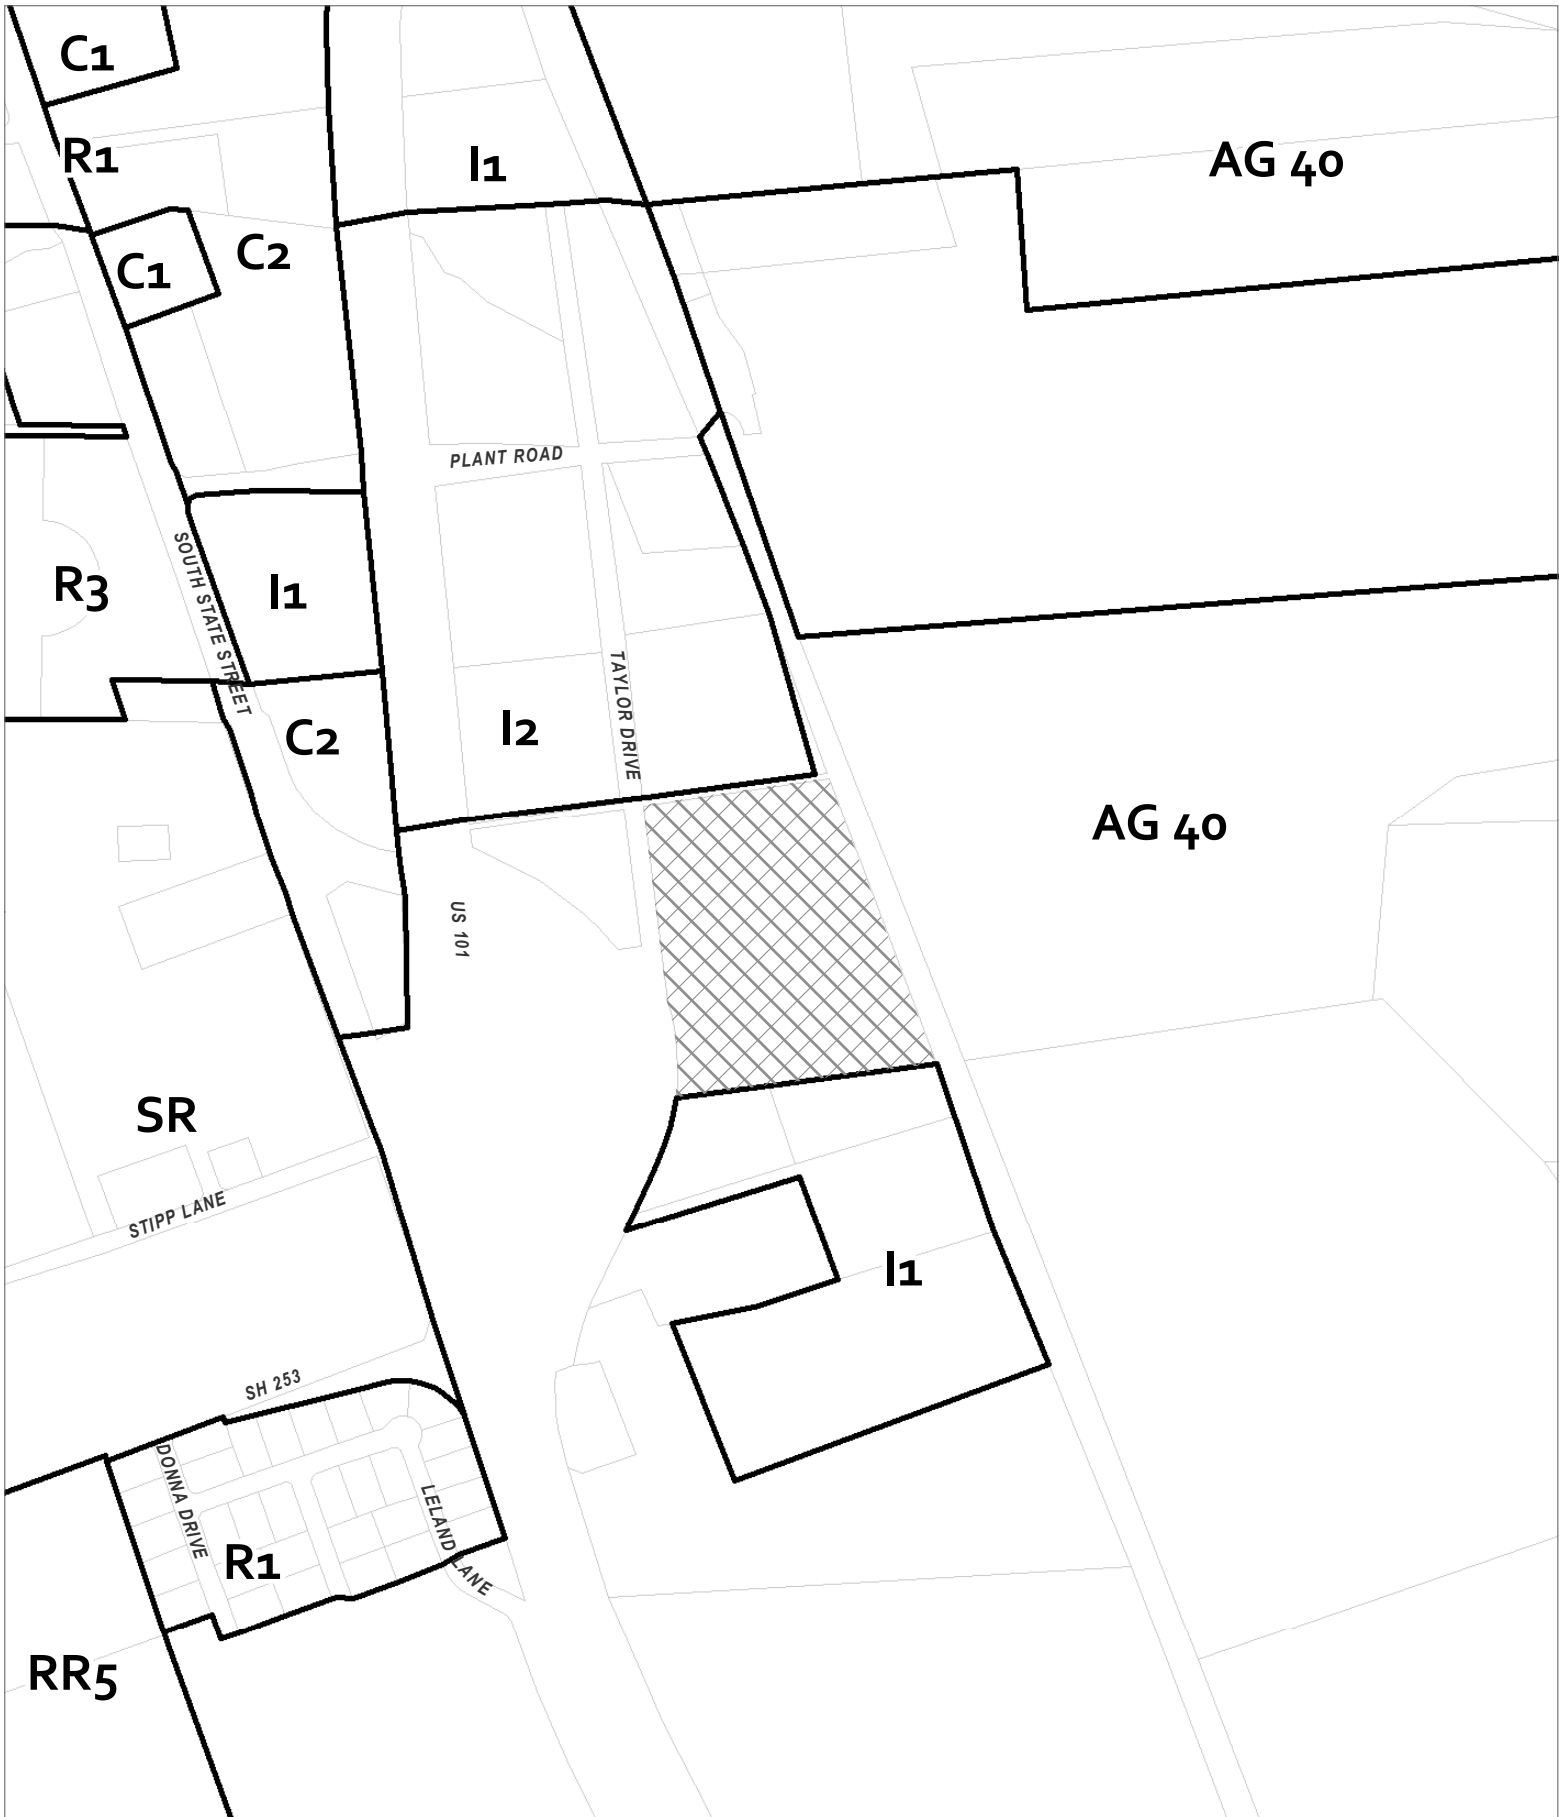 C1
R1
I1
AG 40
C2
C1
PLANT ROAD
SOUTH STATE STREET
R3
I1
TAYLOR DRIVE
I2
C2
AG 40
US 101
SR
STIPP LANE
I1
SH 253
DONNA DRIVE
LELAND LANE
R1
RR5